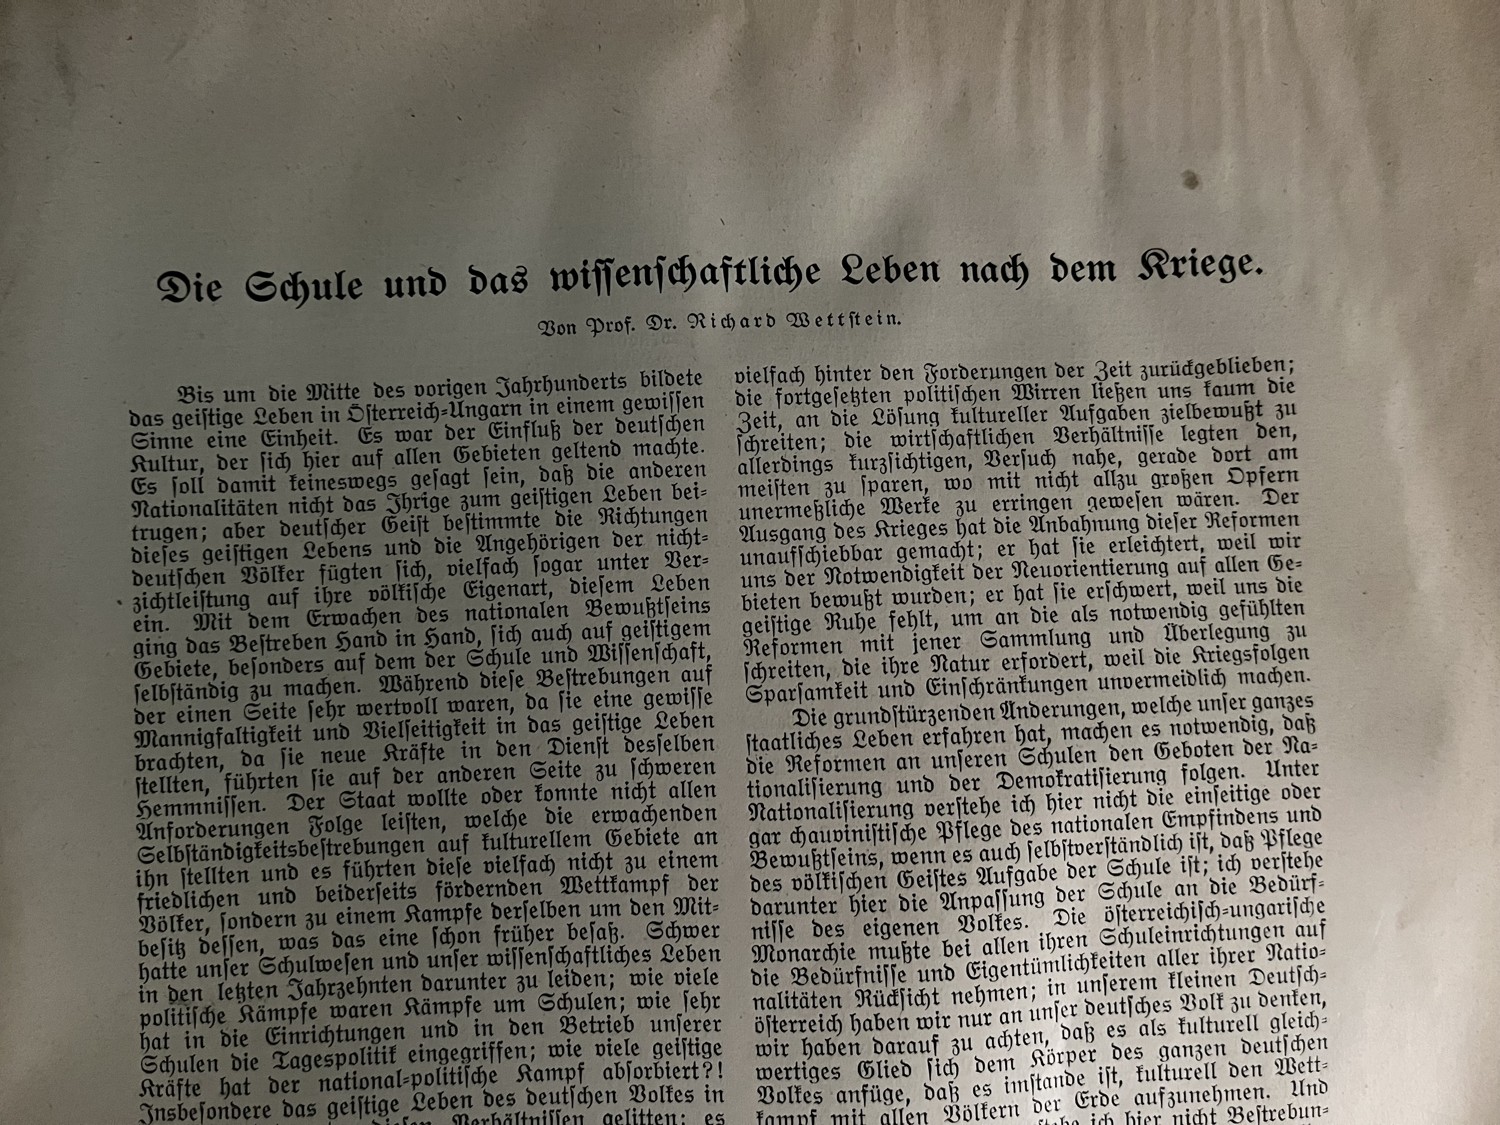 Die Schule und das wissenschaftliche Leben nach dem Kriege.
Von Prof. Dr. Richard Wettstein.
Bis um die Mitte des vorigen Jahrhunderts bildete
das geistige Leben in Österreich-Ungarn in einem gewissen
Sinne eine Einheit. Es war der Einfluß der deutschen
Kultur, der sich hier auf allen Gebieten geltend machte.
Es soll damit keineswegs gesagt sein, daß die anderen
Nationalitäten nicht das Ihrige zum geistigen Leben bei-
trugen; aber deutscher Geist bestimmte die Richtungen
dieses geistigen Lebens und die Angehörigen der nicht-
deutschen Völker fügten sich, vielfach sogar unter Ver-
zichtleistung auf ihre völkische Eigenart, diesem Leben
ein. Mit dem Erwachen des nationalen Bewußtseins
ging das Bestreben Hand in Hand, sich auch auf geistigem
Gebiete, besonders auf dem der Schule und Wissenschaft,
selbständig zu machen. Während diese Bestrebungen auf
der einen Seite sehr wertvoll waren, da sie eine gewisse
Mannigfaltigkeit und Vielseitigkeit in das geistige Leben
brachten, da sie neue Kräfte in den Dienst desselben
stellten, führten sie auf der anderen Seite zu schweren
Hemmnissen. Der Staat wollte oder konnte nicht allen
Anforderungen Folge leisten, welche die erwachenden
Selbständigkeitsbestrebungen auf kulturellem Gebiete an
ihn stellten und es führten diese vielfach nicht zu einem
friedlichen und beiderseits fördernden Wettkampf der
Völker, sondern zu einem Kampfe derselben um den Mit-
besitz dessen, was das eine schon früher besaß. Schwer
hatte unser Schulwesen und unser wissenschaftliches Leben
in den letzten Jahrzehnten darunter zu leiden; wie viele
politische Kämpfe waren Kämpfe um Schulen; wie sehr
hat in die Einrichtungen und in den Betrieb unserer
Schulen die Tagespolitik eingegriffen; wie viele geistige
Kräfte hat der national-politische Kampf absorbiert?!
Insbesondere das geistige Leben des deutschen Volkes in
diesen Verhältnissen gelitten; es
vielfach hinter den Forderungen der Zeit zurückgeblieben;
die fortgesetzten politischen Wirren ließen uns kaum die
Zeit, an die Lösung kultureller Aufgaben zielbewußt zu
schreiten; die wirtschaftlichen Verhältnisse legten den,
allerdings kurzsichtigen, Versuch nahe, gerade dort am
meisten zu sparen, wo mit nicht allzu großen Opfern
unermeßliche Werke zu erringen gewesen wären. Der
Ausgang des Krieges hat die Anbahnung dieser Reformen
unaufschiebbar gemacht; er hat sie erleichtert, weil wir
uns der Notwendigkeit der Neuorientierung auf allen Ge-
bieten bewußt wurden; er hat sie erschwert, weil uns die
geistige Ruhe fehlt, um an die als notwendig gefühlten
Reformen mit jener Sammlung und Überlegung zu
schreiten, die ihre Natur erfordert, weil die Kriegsfolgen
Sparsamkeit und Einschränkungen unvermeidlich machen.
Die grundstürzenden Änderungen, welche unser ganzes
staatliches Leben erfahren hat, machen es notwendig, daß
die Reformen an unseren Schulen den Geboten der Na-
tionalisierung und der Demokratisierung folgen. Unter
Nationalisierung verstehe ich hier nicht die einseitige oder
gar chauvinistische Pflege des nationalen Empfindens und
Bewußtseins, wenn es auch selbstverständlich ist, daß Pflege
des völkischen Geistes Aufgabe der Schule ist; ich verstehe
darunter hier die Anpassung der Schule an die Bedürf-
nisse des eigenen Volkes. Die österreichisch-ungarische
Monarchie mußte bei allen ihren Schuleinrichtungen auf
die Bedürfnisse und Eigentümlichkeiten aller ihrer Natio-
nalitäten Rücksicht nehmen; in unserem kleinen Deutsch-
österreich haben wir nur an unser deutsches Volk zu denken,
wir haben darauf zu achten, daß es als kulturell gleich-
wertiges Glied sich dem Körper des ganzen deutschen
Volkes anfüge, daß es imstande ist, kulturell den Wett-
kampf mit allen Völkern der Erde aufzunehmen. Und
ich hier nicht Bestrebun-